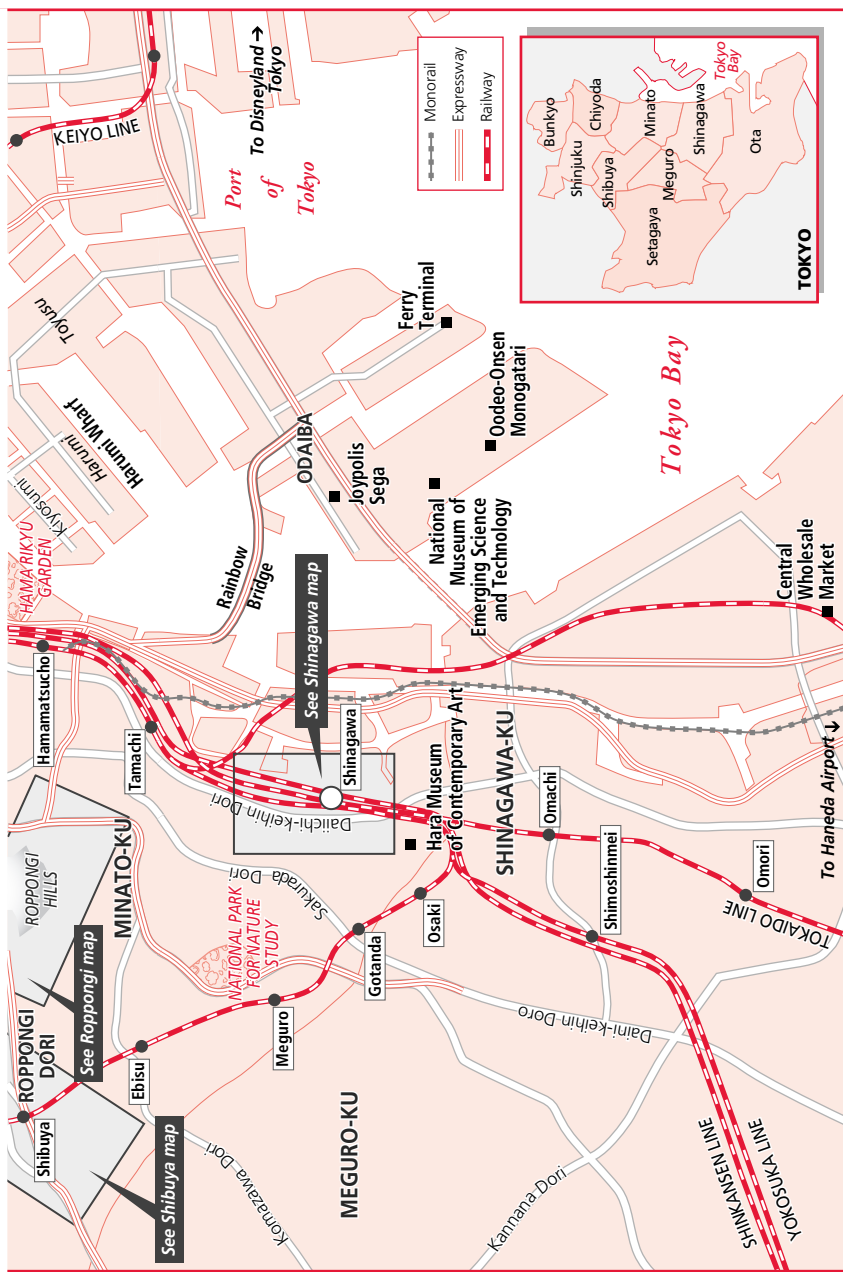 Shibuya
ROPPONGI
DORI
See Roppongi map
ROPPONGI
HILLS
Hamamatsucho
HAMA RIKYU
GARDEN
Kiyosumi
Harumi
Harumi Wharf
Toyusu
KEIYO LINE
See Shibuya map
Ebisu
MINATO-KU
Tamachi
Rainbow
Bridge
Port
of
Tokyo
To Disneyland →
Tokyo
Komazawa Dori
Meguro
NATIONAL PARK
FOR NATURE
STUDY
Sakurada Dori
Daiichi-keihin Dori
Shinagawa
See Shinagawa map
ODAIBA
Joypolis
Sega
Ferry
Terminal
MEGURO-KU
Gotanda
Osaki
Hara Museum
of Contemporary Art
National
Museum of
Emerging Science
and Technology
Oodeo-Onsen
Monogatari
Monorail
Expressway
Railway
Kannana Dori
Daini-keihin Doro
Shimoshinmei
SHINAGAWA-KU
Omachi
Tokyo Bay
SHINKANSEN LINE
YOKOSUKA LINE
TOKAIDO LINE
Omori
To Haneda Airport →
Central
Wholesale
Market
TOKYO
Setagaya
Shinjuku
Shibuya
Meguro
Bunkyo
Chiyoda
Minato
Shinagawa
Ota
Tokyo
Bay